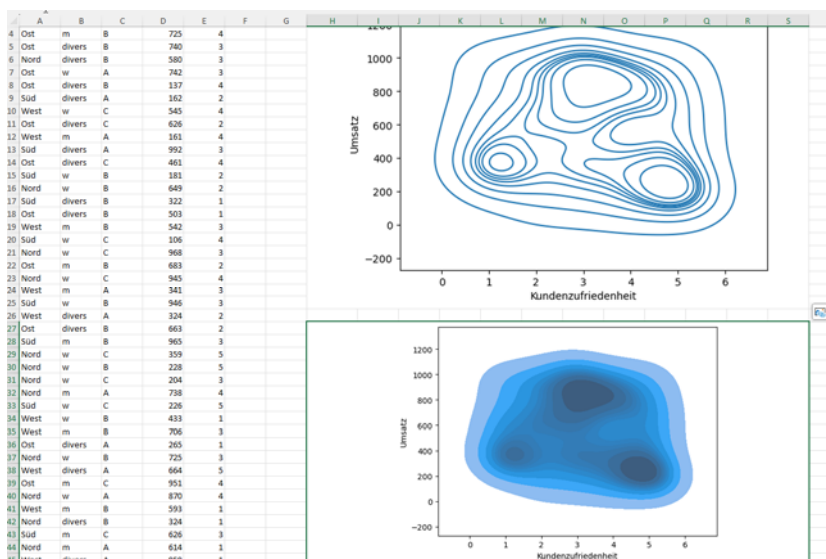 A B C D E F G H I J K L M N O P Q R S
4 Ost m B 725 4
5 Ost divers B 740 3
6 Nord divers B 580 3
7 Ost w A 742 3
8 Ost divers B 137 4
9 Süd divers A 162 2
10 West w C 545 4
11 Ost divers C 626 2
12 West m A 161 4
13 Süd divers A 992 3
14 Ost divers C 461 4
15 Süd w B 181 2
16 Nord w B 649 2
17 Süd divers B 322 1
18 Ost divers B 503 1
19 West m B 542 3
20 Süd w C 106 4
21 Nord w C 968 3
22 Ost m B 683 2
23 Nord w C 945 4
24 West m A 341 3
25 Süd w B 946 3
26 West divers A 324 2
27 Ost divers B 663 2
28 Süd m B 965 3
29 Nord w C 359 5
30 Nord w B 228 5
31 Nord w C 204 3
32 Nord m A 738 4
33 Süd w C 226 5
34 West w B 433 1
35 West m B 706 3
36 Ost divers A 265 1
37 Nord w B 725 3
38 West divers A 664 5
39 Ost m C 951 4
40 Nord w A 870 4
41 West m B 593 1
42 Nord divers B 324 1
43 Süd m C 626 3
44 Nord m A 614 1
1200
1000
800
600
400
200
0
−200
Umsatz
0 1 2 3 4 5 6
Kundenzufriedenheit
1200
1000
800
600
400
200
0
−200
Umsatz
0 1 2 3 4 5 6
Kundenzufriedenheit